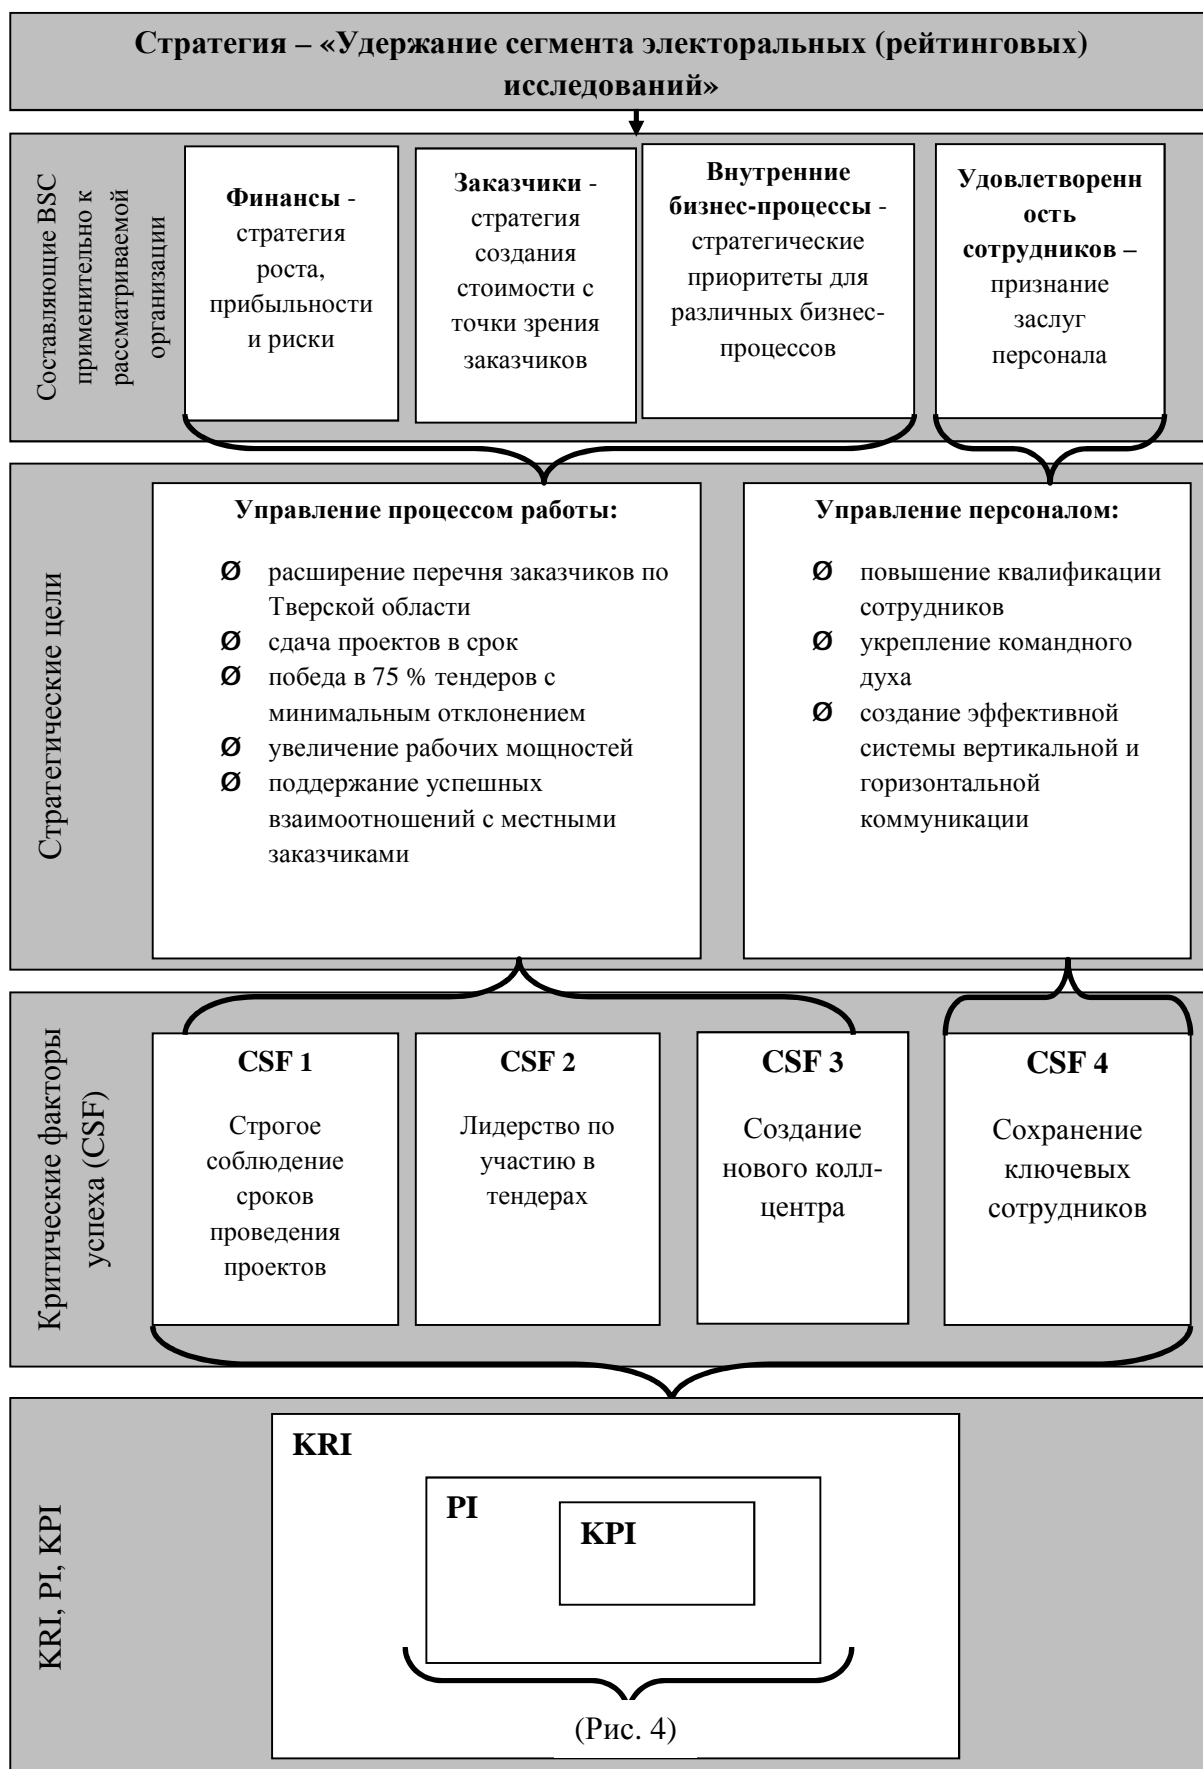 Стратегия – «Удержание сегмента электоральных (рейтинговых)
исследований»
Составляющие BSC
применительно к
рассматриваемой
организации
Финансы -
стратегия
роста,
прибыльности
и риски
Заказчики -
стратегия
создания
стоимости с
точки зрения
заказчиков
Внутренние
бизнес-процессы -
стратегические
приоритеты для
различных бизнес-
процессов
Удовлетворенн
ость
сотрудников –
признание
заслуг
персонала
Стратегические цели
Управление процессом работы:
Ø расширение перечня заказчиков по
Тверской области
Ø сдача проектов в срок
Ø победа в 75 % тендеров с
минимальным отклонением
Ø увеличение рабочих мощностей
Ø поддержание успешных
взаимоотношений с местными
заказчиками
Управление персоналом:
Ø повышение квалификации
сотрудников
Ø укрепление командного
духа
Ø создание эффективной
системы вертикальной и
горизонтальной
коммуникации
Критические факторы
успеха (CSF)
CSF 1
Строгое
соблюдение
сроков
проведения
проектов
CSF 2
Лидерство по
участию в
тендерах
CSF 3
Создание
нового колл-
центра
CSF 4
Сохранение
ключевых
сотрудников
KRI, PI, KPI
KRI
PI
KPI
(Рис. 4)